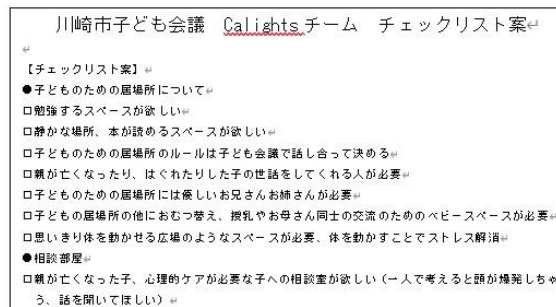 川崎市子ども会議　Calightsチーム　チェックリスト案
【チェックリスト案】
●子どものための居場所について
□勉強するスペースが欲しい
□静かな場所、本が読めるスペースが欲しい
□子どものための居場所のルールは子ども会議で話し合って決める
□親が亡くなったり、はぐれたりした子の世話をしてくれる人が必要
□子どものための居場所には優しいお兄さんお姉さんが必要
□子どもの居場所の他におむつ替え、授乳やお母さん同士の交流のためのベビースペースが必要
□思いきり体を動かせる広場のようなスペースが必要、体を動かすことでストレス解消
●相談部屋
□親が亡くなった子、心理的ケアが必要な子への相談室が欲しい（一人で考えると頭が爆発しちゃ
う、話を聞いてほしい）